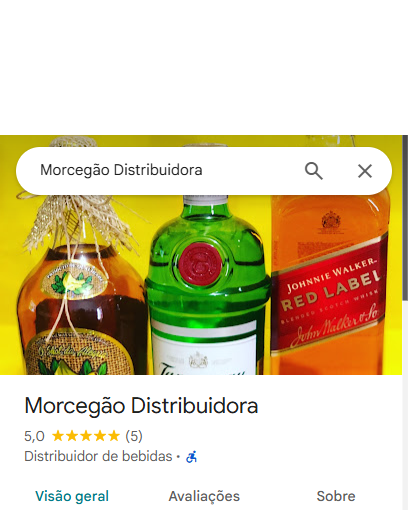 Morcegão Distribuidora
JOHNNIE WALKER
RED LABEL
BLENDED SCOTCH WHISKY
John Walker & So
Morcegão Distribuidora
5,0 ★★★★★ (5)
Distribuidor de bebidas ·
Visão geral Avaliações Sobre